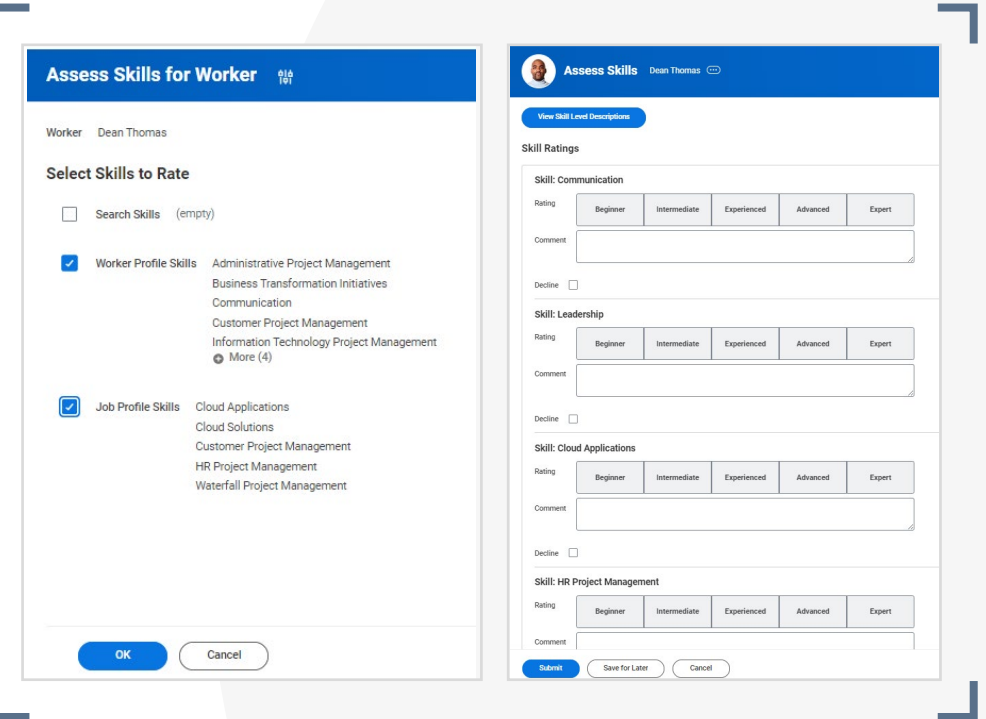 Assess Skills for Worker
Worker Dean Thomas
Select Skills to Rate
Search Skills (empty)
Worker Profile Skills Administrative Project Management
Business Transformation Initiatives
Communication
Customer Project Management
Information Technology Project Management
More (4)
Job Profile Skills Cloud Applications
Cloud Solutions
Customer Project Management
HR Project Management
Waterfall Project Management
OK Cancel
Assess Skills Dean Thomas
View Skill Level Descriptions
Skill Ratings
Skill: Communication
Rating Beginner Intermediate Experienced Advanced Expert
Comment
Decline
Skill: Leadership
Rating Beginner Intermediate Experienced Advanced Expert
Comment
Decline
Skill: Cloud Applications
Rating Beginner Intermediate Experienced Advanced Expert
Comment
Decline
Skill: HR Project Management
Rating Beginner Intermediate Experienced Advanced Expert
Comment
Submit Save for Later Cancel